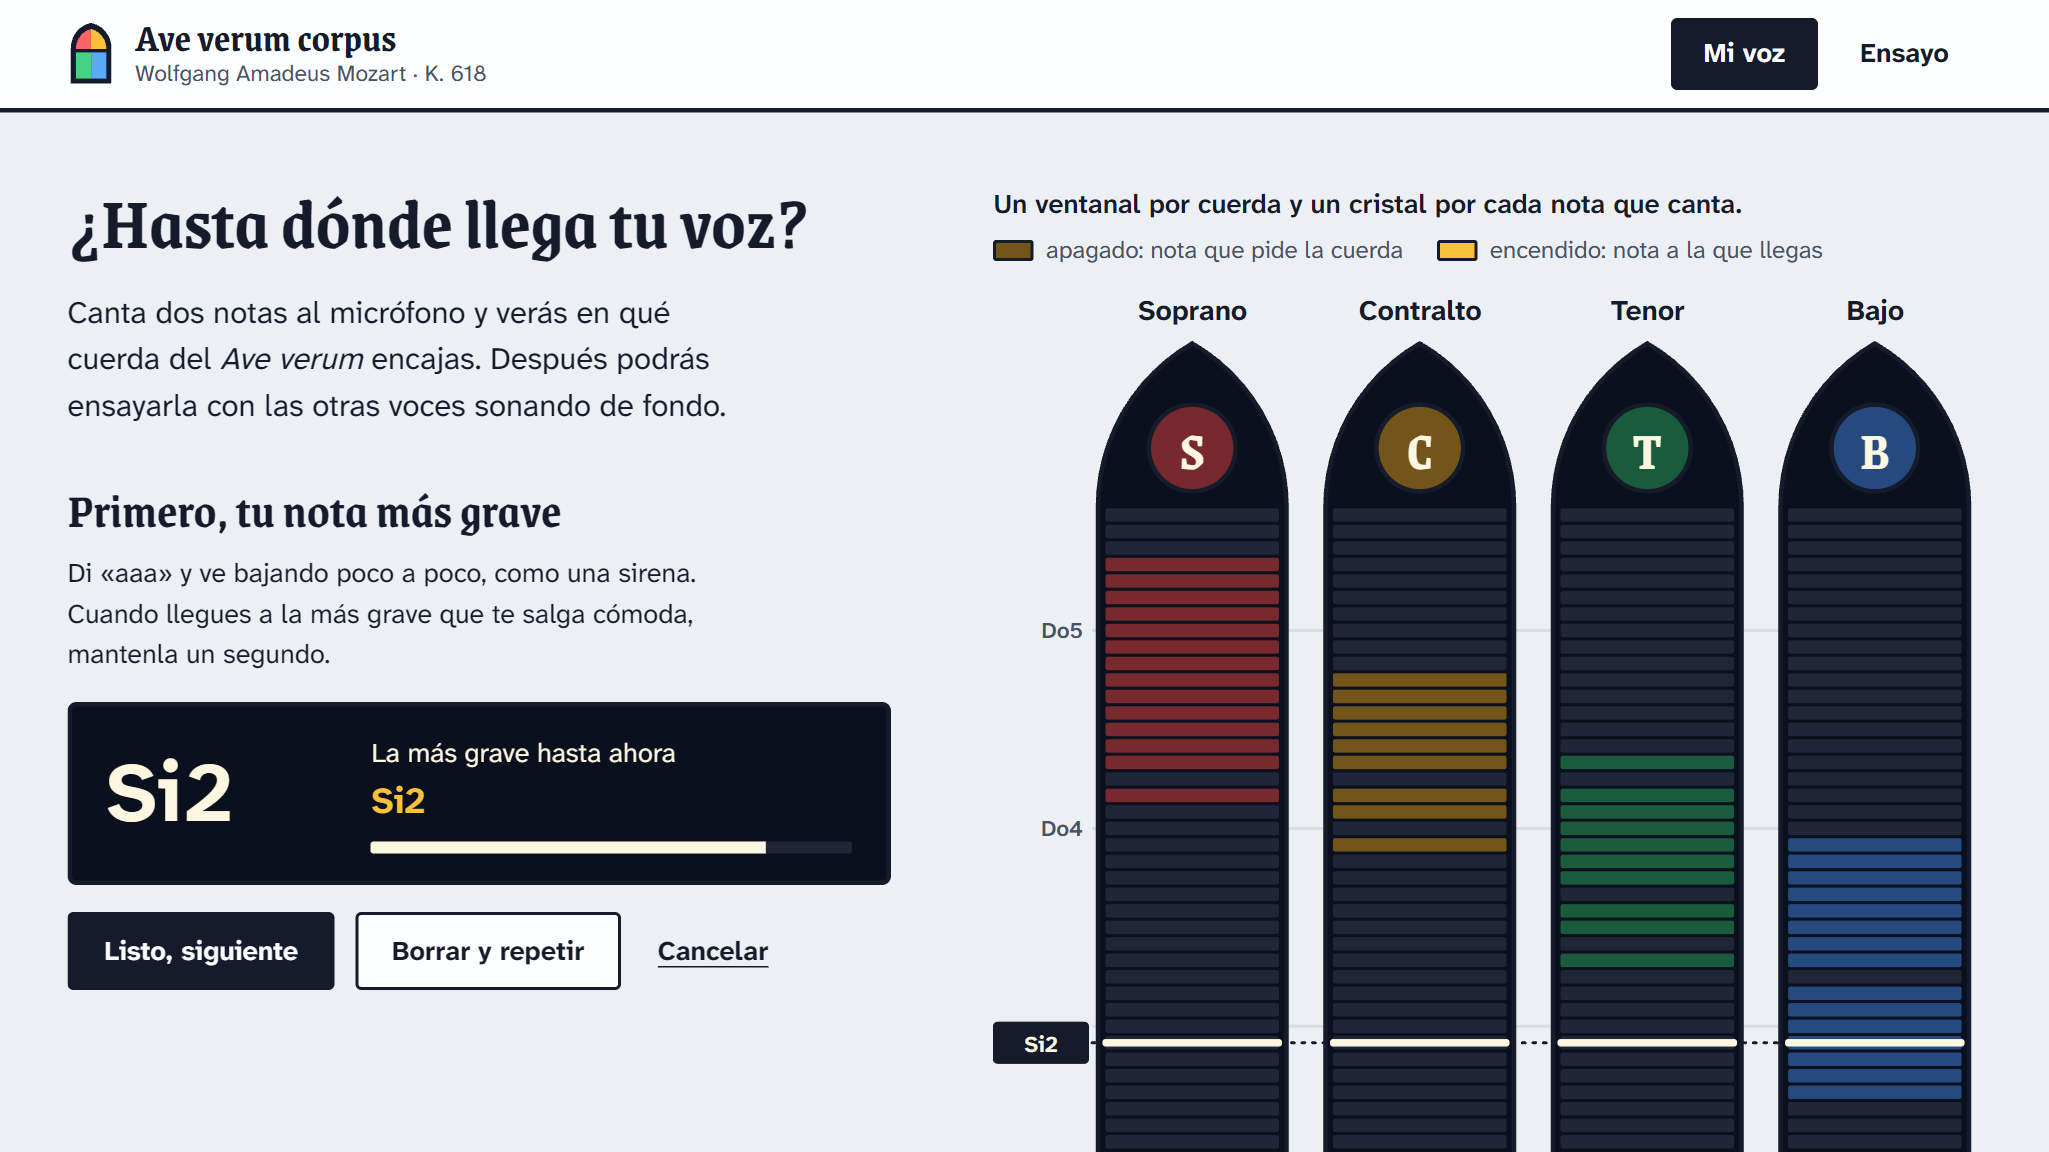 Ave verum corpus
Wolfgang Amadeus Mozart · K. 618
Mi voz
Ensayo
¿Hasta dónde llega tu voz?
Canta dos notas al micrófono y verás en qué
cuerda del Ave verum encajas. Después podrás
ensayarla con las otras voces sonando de fondo.
Primero, tu nota más grave
Di «aaa» y ve bajando poco a poco, como una sirena.
Cuando llegues a la más grave que te salga cómoda,
mantenla un segundo.
Si2
La más grave hasta ahora
Si2
Listo, siguiente
Borrar y repetir
Cancelar
Un ventanal por cuerda y un cristal por cada nota que canta.
apagado: nota que pide la cuerda
encendido: nota a la que llegas
Soprano
Contralto
Tenor
Bajo
S
C
T
B
Do5
Do4
Si2